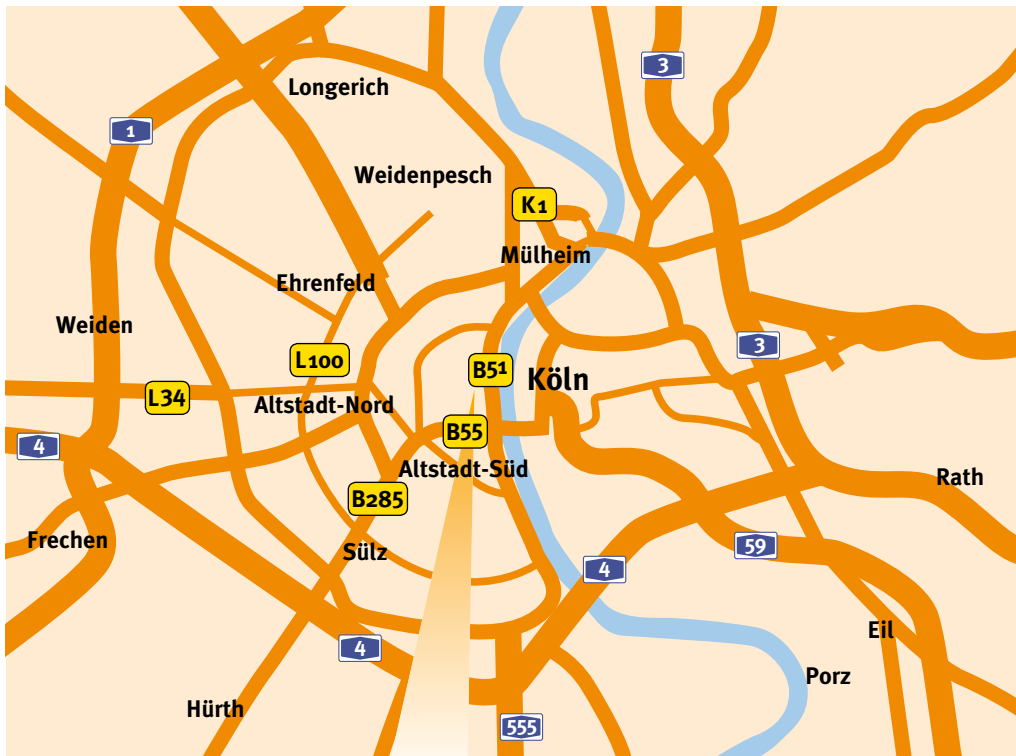 3
Longerich
1
Weidenpesch
K1
Mülheim
Ehrenfeld
Weiden
3
L100
B51
Köln
L34
Altstadt-Nord
B55
4
Altstadt-Süd
Rath
B285
Frechen
59
Sülz
4
Eil
4
Porz
Hürth
555